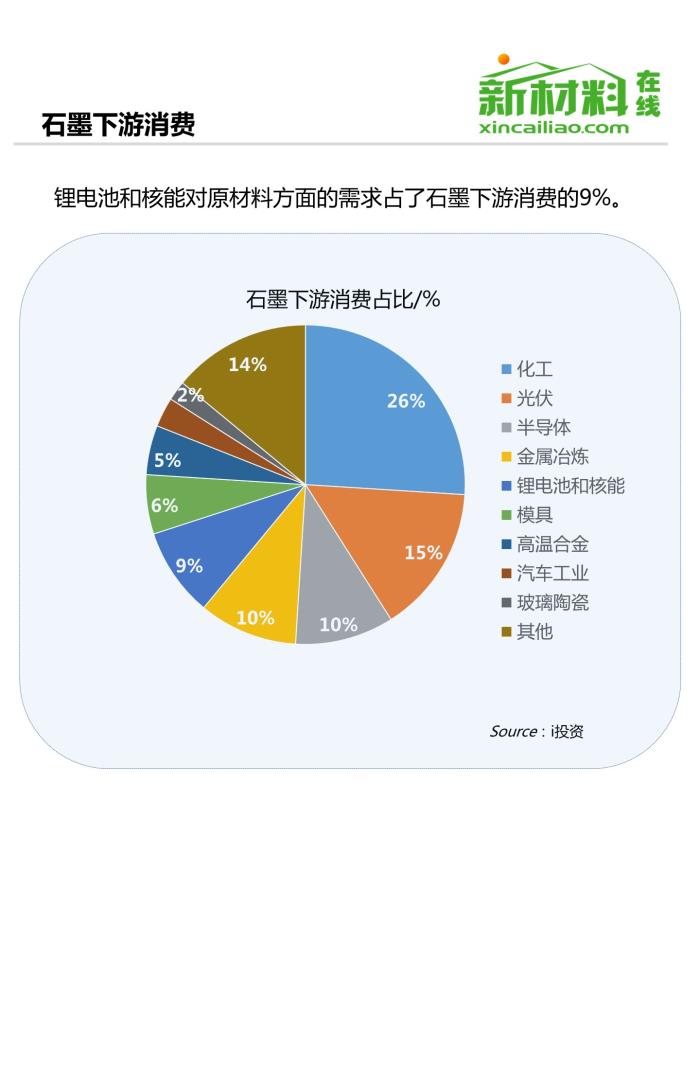 新材料在线
xincailiao.com
石墨下游消费
锂电池和核能对原材料方面的需求占了石墨下游消费的9%。
石墨下游消费占比/%
14%
26%
2%
5%
6%
9%
15%
10%
10%
化工
光伏
半导体
金属冶炼
锂电池和核能
模具
高温合金
汽车工业
玻璃陶瓷
其他
Source：i投资